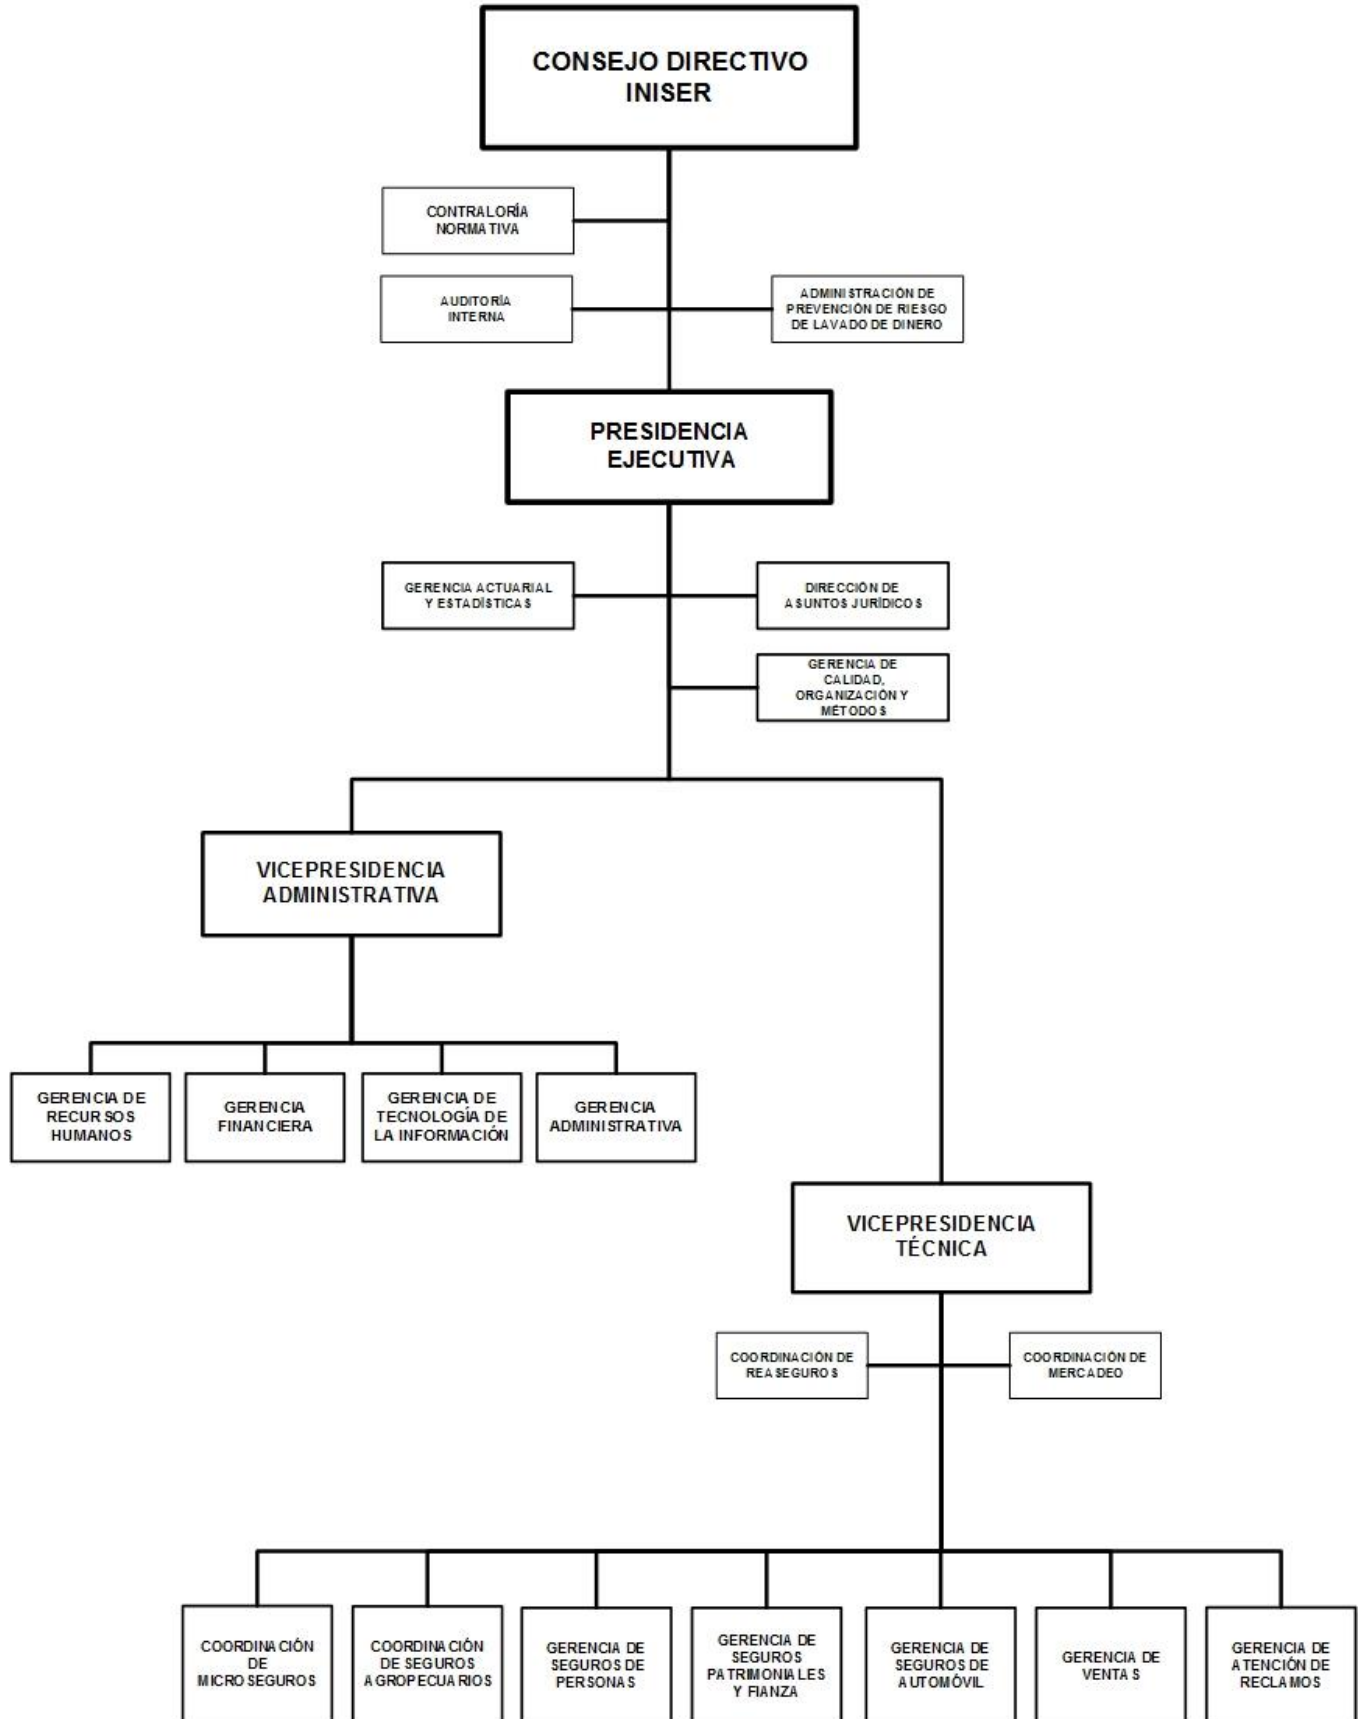 CONSEJO DIRECTIVO
INISER
CONTRALORÍA
NORMATIVA
AUDITORÍA
INTERNA
ADMINISTRACIÓN DE
PREVENCIÓN DE RIESGO
DE LAVADO DE DINERO
PRESIDENCIA
EJECUTIVA
GERENCIA ACTUARIAL
Y ESTADÍSTICAS
DIRECCIÓN DE
ASUNTOS JURÍDICOS
GERENCIA DE
CALIDAD,
ORGANIZACIÓN Y
MÉTODOS
VICEPRESIDENCIA
ADMINISTRATIVA
GERENCIA DE
RECURSOS
HUMANOS
GERENCIA
FINANCIERA
GERENCIA DE
TECNOLOGÍA DE
LA INFORMACIÓN
GERENCIA
ADMINISTRATIVA
VICEPRESIDENCIA
TÉCNICA
COORDINACIÓN DE
REASEGUROS
COORDINACIÓN DE
MERCADEO
COORDINACIÓN
DE
MICROSEGUROS
COORDINACIÓN
DE SEGUROS
AGROPECUARIOS
GERENCIA DE
SEGUROS DE
PERSONAS
GERENCIA DE
SEGUROS
PATRIMONIALES
Y FIANZA
GERENCIA DE
SEGUROS DE
AUTOMÓVIL
GERENCIA DE
VENTAS
GERENCIA DE
ATENCIÓN DE
RECLAMOS